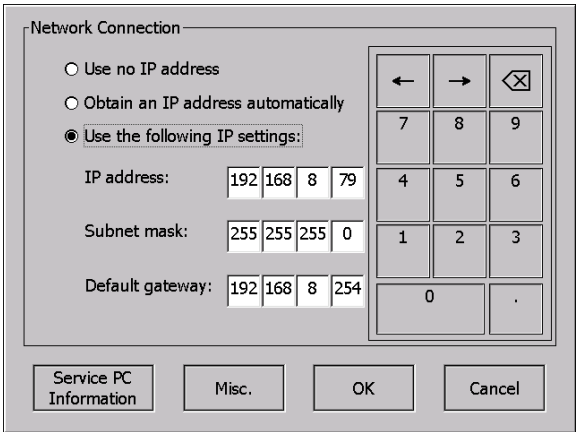 Network Connection
Use no IP address
Obtain an IP address automatically
Use the following IP settings:
IP address: 192 168 8 79
Subnet mask: 255 255 255 0
Default gateway: 192 168 8 254
← → ⌫
7 8 9
4 5 6
1 2 3
0 .
Service PC
Information
Misc.
OK
Cancel